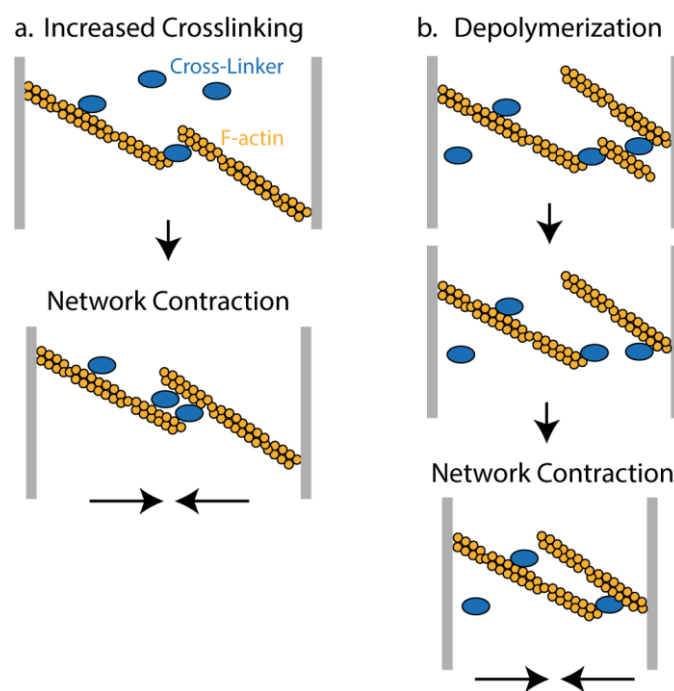 a. Increased Crosslinking
Cross-Linker
F-actin
Network Contraction
b. Depolymerization
Network Contraction